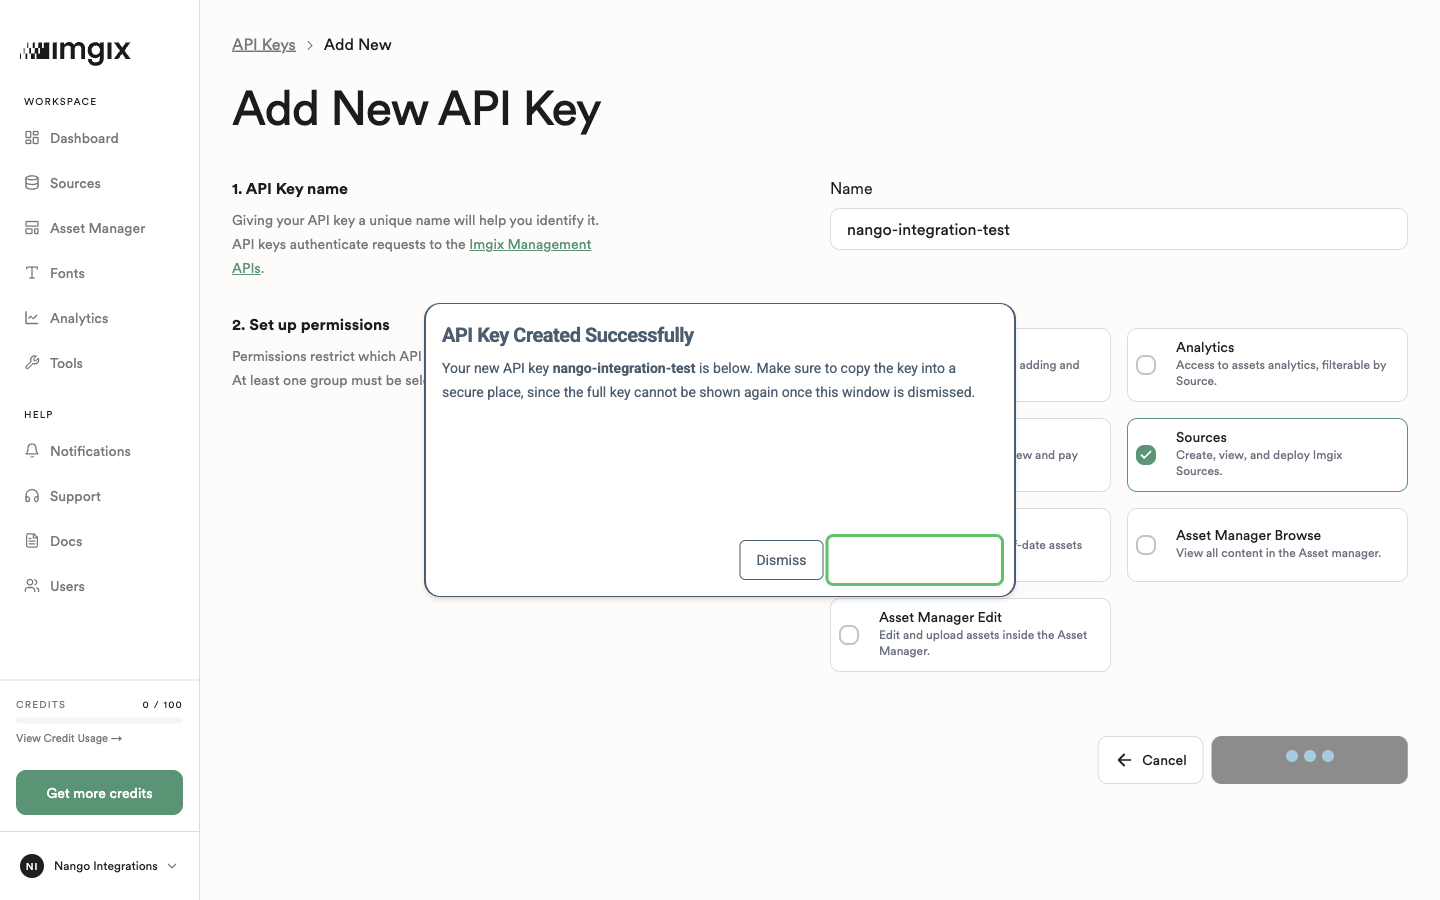 imgix
WORKSPACE
Dashboard
Sources
Asset Manager
Fonts
Analytics
Tools
HELP
Notifications
Support
Docs
Users
CREDITS 0 / 100
View Credit Usage →
Get more credits
NI Nango Integrations
API Keys > Add New
Add New API Key
1. API Key name
Giving your API key a unique name will help you identify it.
API keys authenticate requests to the Imgix Management
APIs.
Name
nango-integration-test
2. Set up permissions
Permissions restrict which API
At least one group must be
API Key Created Successfully
Your new API key nango-integration-test is below. Make sure to copy the key into a
secure place, since the full key cannot be shown again once this window is dismissed.
Dismiss
adding and
Analytics
Access to assets analytics, filterable by
Source.
and pay
Sources
Create, view, and deploy Imgix
Sources.
-date assets
Asset Manager Browse
View all content in the Asset manager.
Asset Manager Edit
Edit and upload assets inside the Asset
Manager.
Cancel